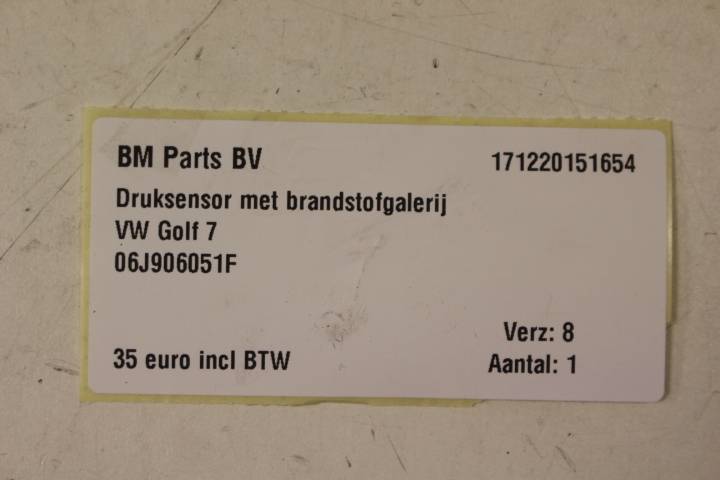 BM Parts BV 171220151654
Druksensor met brandstofgalerij
VW Golf 7
06J906051F
Verz: 8
35 euro incl BTW Aantal: 1